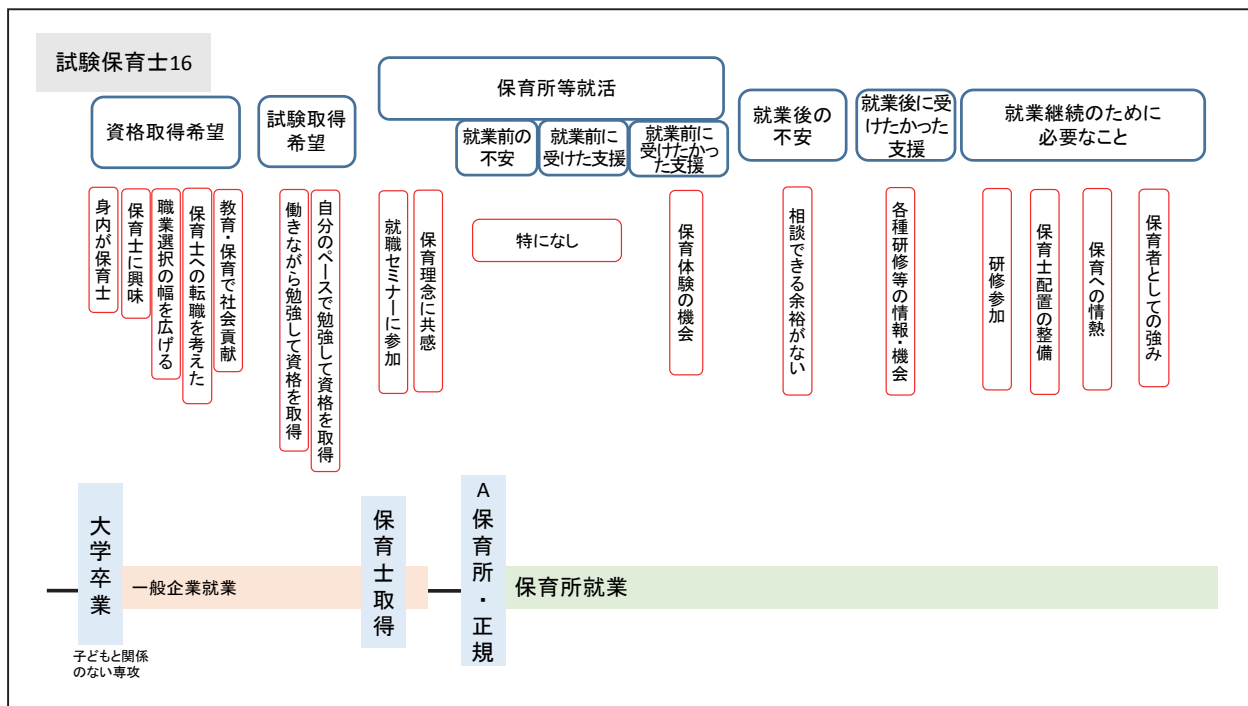 試験保育士16
資格取得希望
試験取得
希望
保育所等就活
就業前の
不安
就業前に
受けた支援
就業前に
受けたかっ
た支援
就業後の
不安
就業後に受
けたかった
支援
就業継続のために
必要なこと
身内が保育士
保育士に興味
職業選択の幅を広げる
保育士への転職を考えた
教育・保育で社会貢献
働きながら勉強して資格を取得
自分のペースで勉強して資格を取得
就職セミナーに参加
保育理念に共感
特になし
保育体験の機会
相談できる余裕がない
各種研修等の情報・機会
研修参加
保育士配置の整備
保育への情熱
保育者としての強み
大学卒業
一般企業就業
保育士取得
A保育所・正規
保育所就業
子どもと関係
のない専攻